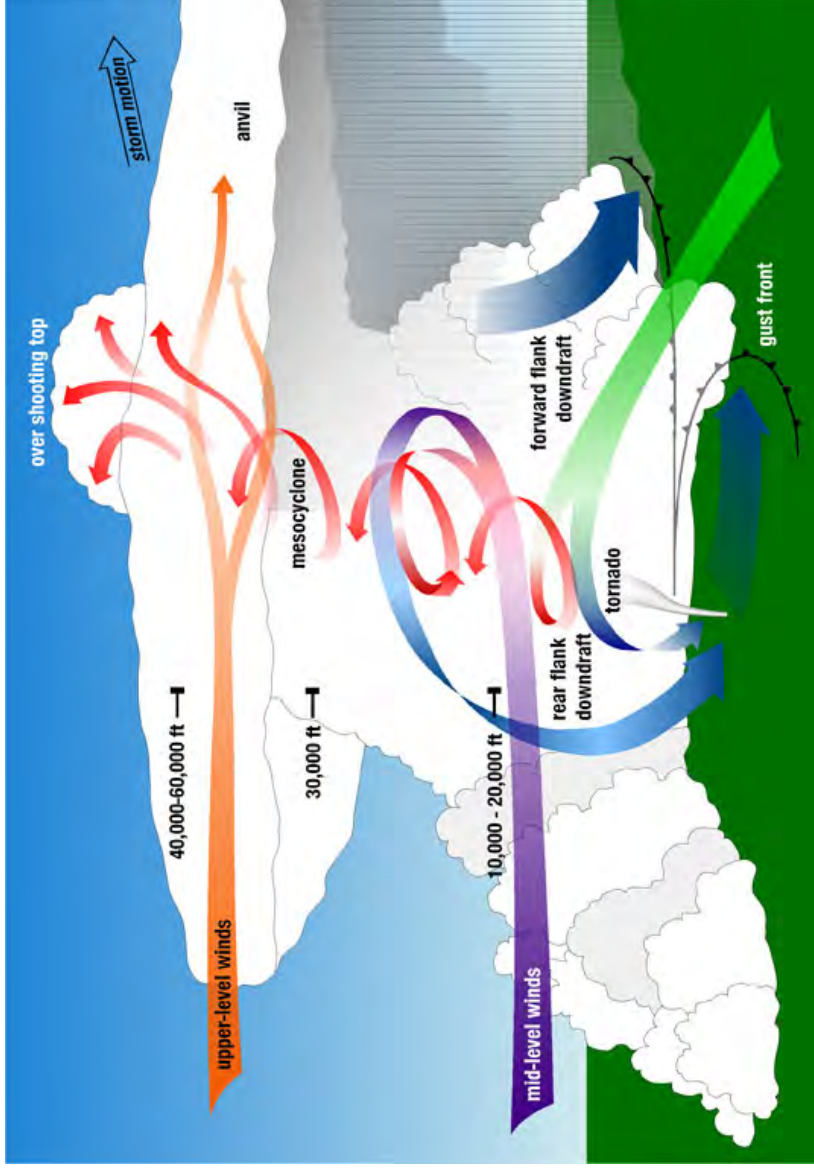 storm motion
over shooting top
anvil
40,000-60,000 ft
upper-level winds
mesocyclone
30,000 ft
forward flank
downdraft
10,000 - 20,000 ft
mid-level winds
rear flank
downdraft
tornado
gust front